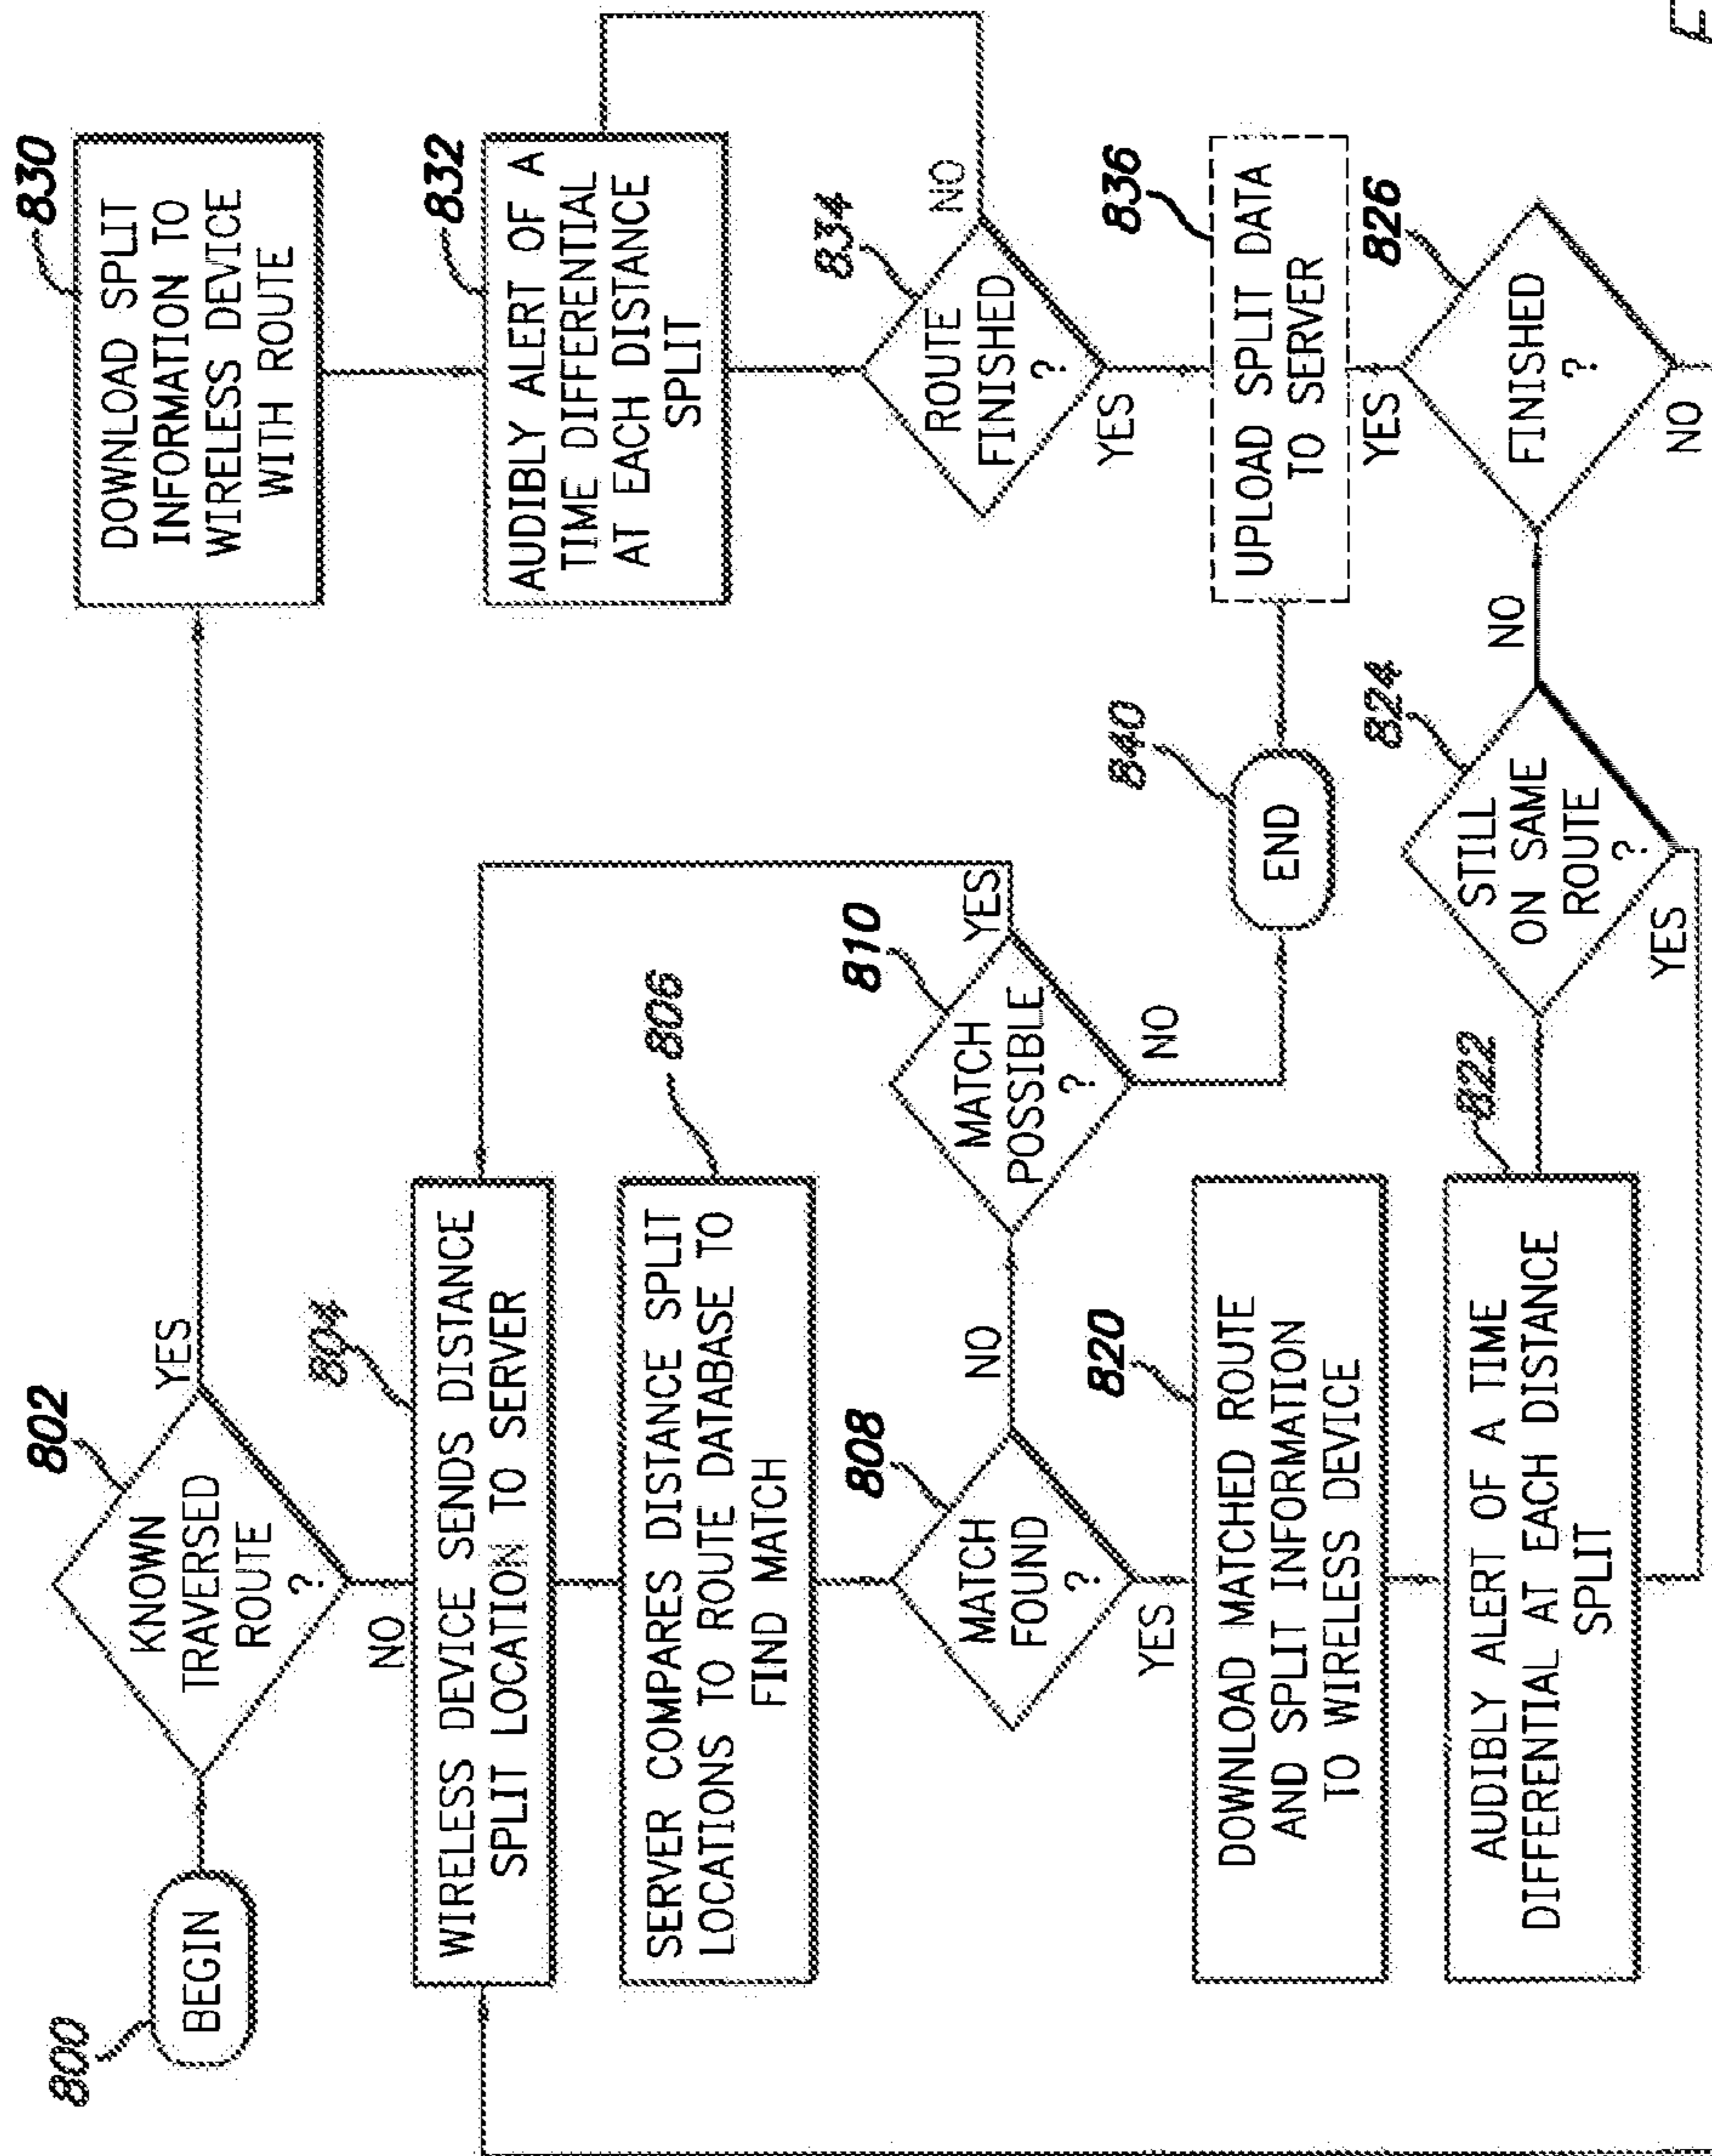 800
BEGIN
802
KNOWN
TRAVERSED
ROUTE
?
YES
NO
830
DOWNLOAD SPLIT
INFORMATION TO
WIRELESS DEVICE
WITH ROUTE
804
WIRELESS DEVICE SENDS DISTANCE
SPLIT LOCATION TO SERVER
832
AUDIBLY ALERT OF A
TIME DIFFERENTIAL
AT EACH DISTANCE
SPLIT
806
SERVER COMPARES DISTANCE SPLIT
LOCATIONS TO ROUTE DATABASE TO
FIND MATCH
808
MATCH
FOUND
?
NO
YES
810
MATCH
POSSIBLE
?
YES
NO
834
ROUTE
FINISHED
?
NO
YES
820
DOWNLOAD MATCHED ROUTE
AND SPLIT INFORMATION
TO WIRELESS DEVICE
840
END
836
UPLOAD SPLIT DATA
TO SERVER
822
AUDIBLY ALERT OF A TIME
DIFFERENTIAL AT EACH DISTANCE
SPLIT
824
STILL
ON SAME
ROUTE
?
NO
YES
826
FINISHED
?
YES
NO